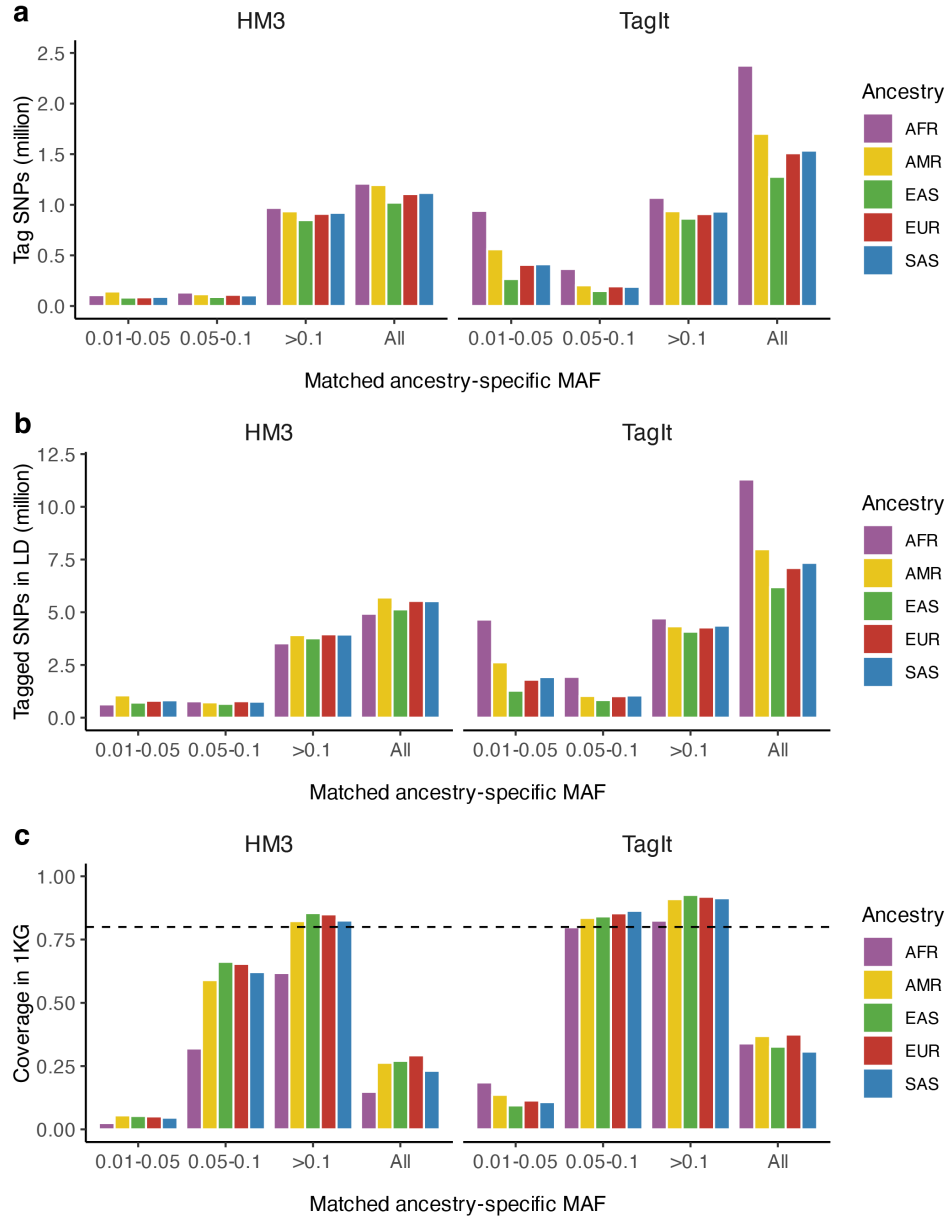 a
HM3
TagIt
Tag SNPs (million)
2.5
2.0
1.5
1.0
0.5
0.0
0.01-0.05 0.05-0.1 >0.1 All
0.01-0.05 0.05-0.1 >0.1 All
Matched ancestry-specific MAF
Ancestry
AFR
AMR
EAS
EUR
SAS
b
HM3
TagIt
Tagged SNPs in LD (million)
12.5
10.0
7.5
5.0
2.5
0.0
0.01-0.05 0.05-0.1 >0.1 All
0.01-0.05 0.05-0.1 >0.1 All
Matched ancestry-specific MAF
Ancestry
AFR
AMR
EAS
EUR
SAS
c
HM3
TagIt
Coverage in 1KG
1.00
0.75
0.50
0.25
0.00
0.01-0.05 0.05-0.1 >0.1 All
0.01-0.05 0.05-0.1 >0.1 All
Matched ancestry-specific MAF
Ancestry
AFR
AMR
EAS
EUR
SAS